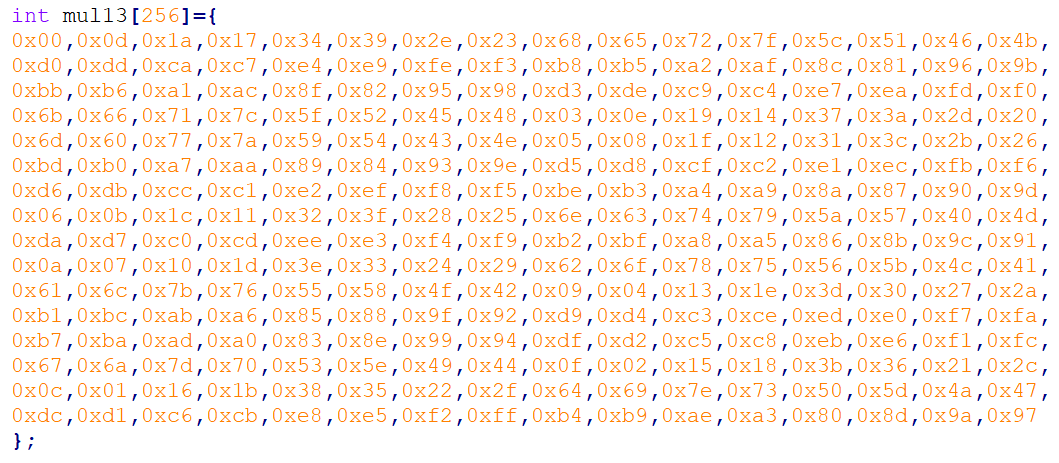 int mul13[256]={
0x00,0x0d,0x1a,0x17,0x34,0x39,0x2e,0x23,0x68,0x65,0x72,0x7f,0x5c,0x51,0x46,0x4b,
0xd0,0xdd,0xca,0xc7,0xe4,0xe9,0xfe,0xf3,0xb8,0xb5,0xa2,0xaf,0x8c,0x81,0x96,0x9b,
0xbb,0xb6,0xa1,0xac,0x8f,0x82,0x95,0x98,0xd3,0xde,0xc9,0xc4,0xe7,0xea,0xfd,0xf0,
0x6b,0x66,0x71,0x7c,0x5f,0x52,0x45,0x48,0x03,0x0e,0x19,0x14,0x37,0x3a,0x2d,0x20,
0x6d,0x60,0x77,0x7a,0x59,0x54,0x43,0x4e,0x05,0x08,0x1f,0x12,0x31,0x3c,0x2b,0x26,
0xbd,0xb0,0xa7,0xaa,0x89,0x84,0x93,0x9e,0xd5,0xd8,0xcf,0xc2,0xe1,0xec,0xfb,0xf6,
0xd6,0xdb,0xcc,0xc1,0xe2,0xef,0xf8,0xf5,0xbe,0xb3,0xa4,0xa9,0x8a,0x87,0x90,0x9d,
0x06,0x0b,0x1c,0x11,0x32,0x3f,0x28,0x25,0x6e,0x63,0x74,0x79,0x5a,0x57,0x40,0x4d,
0xda,0xd7,0xc0,0xcd,0xee,0xe3,0xf4,0xf9,0xb2,0xbf,0xa8,0xa5,0x86,0x8b,0x9c,0x91,
0x0a,0x07,0x10,0x1d,0x3e,0x33,0x24,0x29,0x62,0x6f,0x78,0x75,0x56,0x5b,0x4c,0x41,
0x61,0x6c,0x7b,0x76,0x55,0x58,0x4f,0x42,0x09,0x04,0x13,0x1e,0x3d,0x30,0x27,0x2a,
0xb1,0xbc,0xab,0xa6,0x85,0x88,0x9f,0x92,0xd9,0xd4,0xc3,0xce,0xed,0xe0,0xf7,0xfa,
0xb7,0xba,0xad,0xa0,0x83,0x8e,0x99,0x94,0xdf,0xd2,0xc5,0xc8,0xeb,0xe6,0xf1,0xfc,
0x67,0x6a,0x7d,0x70,0x53,0x5e,0x49,0x44,0x0f,0x02,0x15,0x18,0x3b,0x36,0x21,0x2c,
0x0c,0x01,0x16,0x1b,0x38,0x35,0x22,0x2f,0x64,0x69,0x7e,0x73,0x50,0x5d,0x4a,0x47,
0xdc,0xd1,0xc6,0xcb,0xe8,0xe5,0xf2,0xff,0xb4,0xb9,0xae,0xa3,0x80,0x8d,0x9a,0x97
};